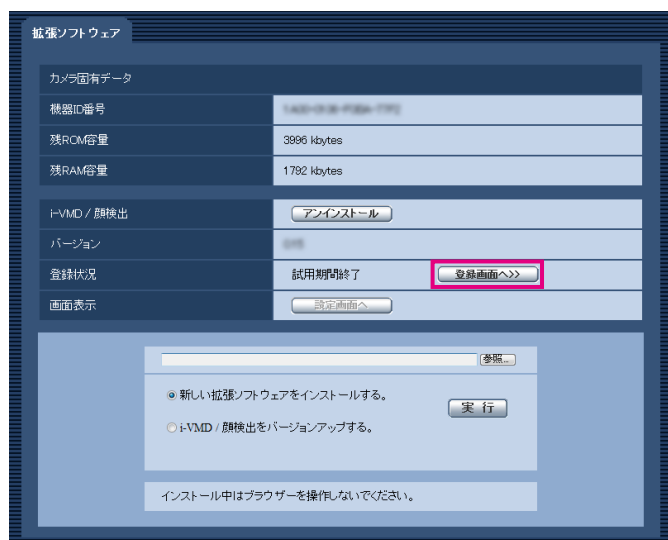 拡張ソフトウェア
カメラ固有データ
機器ID番号
残ROM容量 3996 kbytes
残RAM容量 1792 kbytes
i-VMD / 顔検出 アンインストール
バージョン
登録状況 試用期間終了 登録画面へ>>
画面表示 設定画面へ
参照...
新しい拡張ソフトウェアをインストールする。
実 行
i-VMD / 顔検出をバージョンアップする。
インストール中はブラウザーを操作しないでください。